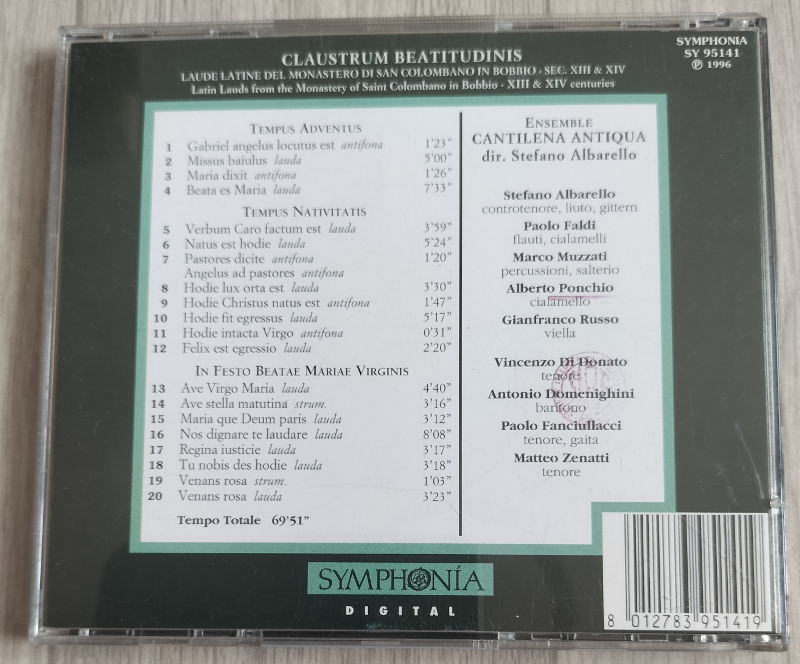 CLAUSTRUM BEATITUDINIS
LAUDE LATINE DEL MONASTERO DI SAN COLOMBANO IN BOBBIO - SEC. XIII & XIV
Latin Lauds from the Monastery of Saint Colombano in Bobbio - XIII & XIV centuries
SYMPHONIA
SY 95141
℗ 1996
TEMPUS ADVENTUS
1 Gabriel angelus locutus est antifona 1'23"
2 Missus baiulus lauda 5'00"
3 Maria dixit antifona 1'26"
4 Beata es Maria lauda 7'33"
TEMPUS NATIVITATIS
5 Verbum Caro factum est lauda 3'59"
6 Natus est hodie lauda 5'24"
7 Pastores dicite antifona 1'20"
Angelus ad pastores antifona
8 Hodie lux orta est lauda 3'30"
9 Hodie Christus natus est antifona 1'47"
10 Hodie fit egressus lauda 5'17"
11 Hodie intacta Virgo antifona 0'31"
12 Felix est egressio lauda 2'20"
IN FESTO BEATAE MARIAE VIRGINIS
13 Ave Virgo Maria lauda 4'40"
14 Ave stella matutina strum. 3'16"
15 Maria que Deum paris lauda 3'12"
16 Nos dignare te laudare lauda 8'08"
17 Regina iusticie lauda 3'17"
18 Tu nobis des hodie lauda 3'18"
19 Venans rosa strum. 1'03"
20 Venans rosa lauda 3'23"
Tempo Totale 69'51"
ENSEMBLE
CANTILENA ANTIQUA
dir. Stefano Albarello
Stefano Albarello
controtenore, liuto, gittern
Paolo Faldi
flauti, cialamelli
Marco Muzzati
percussioni, salterio
Alberto Ponchio
cialamello
Gianfranco Russo
viella
Vincenzo Di Donato
tenore
Antonio Domenighini
baritono
Paolo Fanciullacci
tenore, gaita
Matteo Zenatti
tenore
SYMPHONÍA
DIGITAL
8 012783 951419